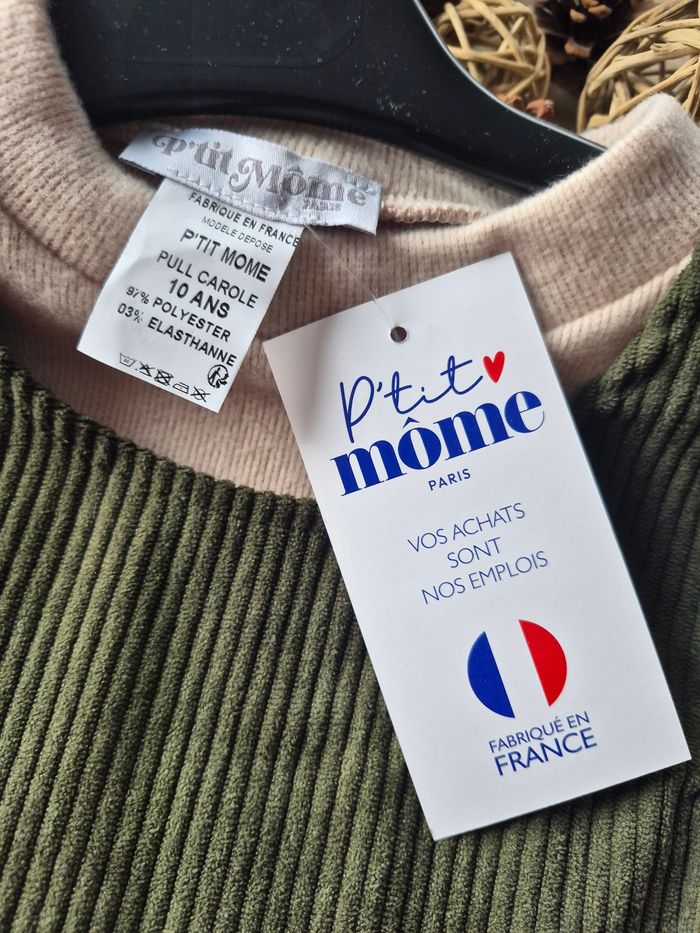 P'tit Môme
PARIS
FABRIQUE EN FRANCE
MODELE DEPOSE
P'TIT MOME
PULL CAROLE
10 ANS
97% POLYESTER
03% ELASTHANNE
P'tit
môme
PARIS
VOS ACHATS
SONT
NOS EMPLOIS
FABRIQUÉ EN
FRANCE